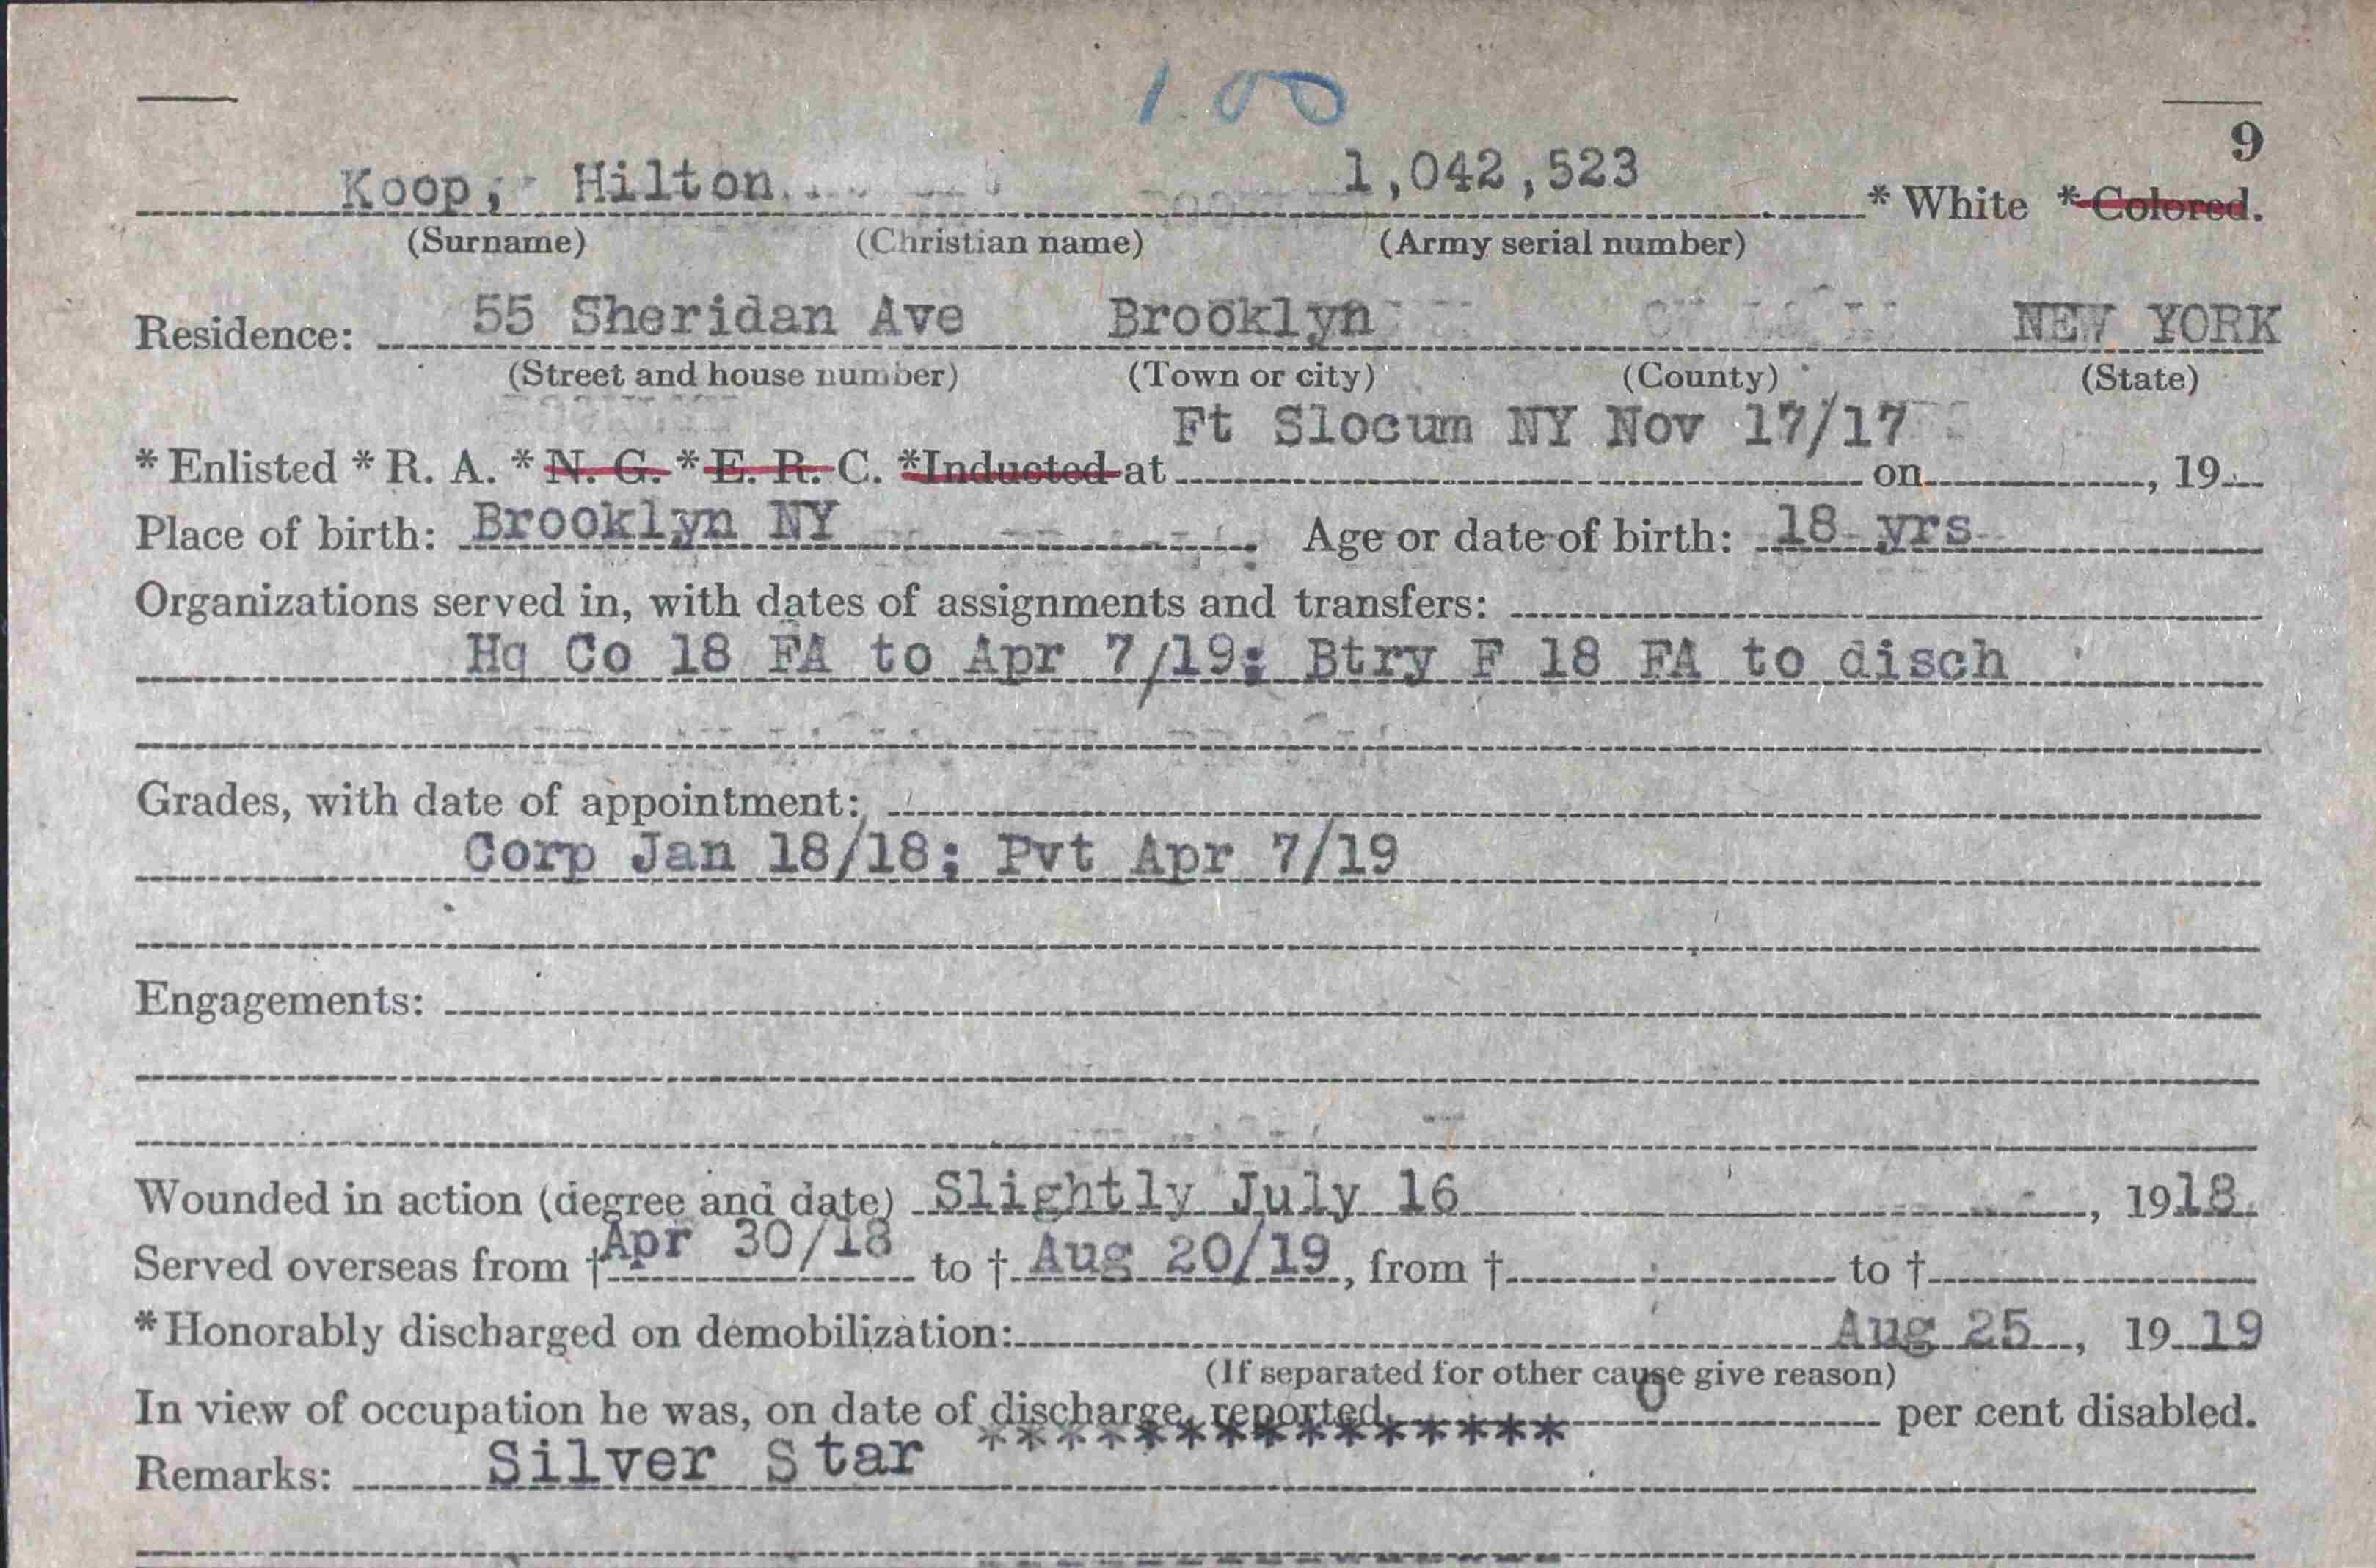 1 00
9
Koop, Hilton 1,042,523 * White * Colored.
(Surname) (Christian name) (Army serial number)
Residence: 55 Sheridan Ave Brooklyn NEW YORK
(Street and house number) (Town or city) (County) (State)
Ft Slocum NY Nov 17/17
* Enlisted * R. A. * N. G. * E. R. C. * Inducted at on , 19
Place of birth: Brooklyn NY Age or date of birth: 18 yrs
Organizations served in, with dates of assignments and transfers:
Hq Co 18 FA to Apr 7/19; Btry F 18 FA to disch
Grades, with date of appointment:
Corp Jan 18/18; Pvt Apr 7/19
Engagements:
Wounded in action (degree and date) Slightly July 16 , 1918
Served overseas from † Apr 30/18 to † Aug 20/19, from † to †
* Honorably discharged on demobilization: Aug 25, 19 19
(If separated for other cause give reason)
In view of occupation he was, on date of discharge, reported 0 per cent disabled.
Remarks: Silver Star ***************